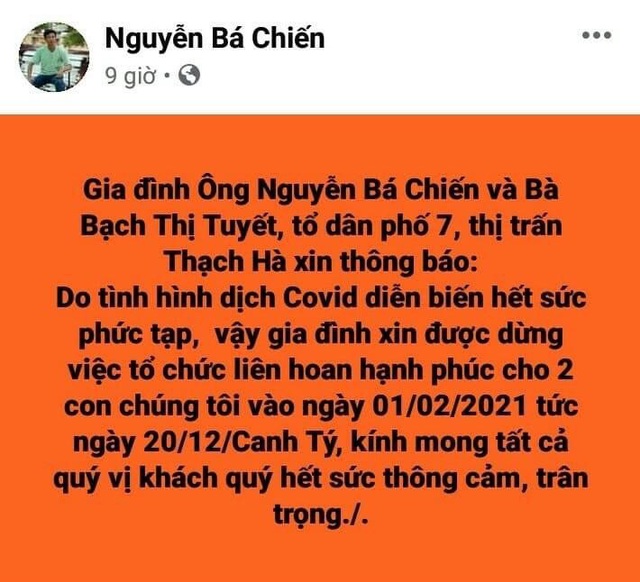 Nguyễn Bá Chiến
9 giờ ·
Gia đình Ông Nguyễn Bá Chiến và Bà
Bạch Thị Tuyết, tổ dân phố 7, thị trấn
Thạch Hà xin thông báo:
Do tình hình dịch Covid diễn biến hết sức
phức tạp,  vậy gia đình xin được dừng
việc tổ chức liên hoan hạnh phúc cho 2
con chúng tôi vào ngày 01/02/2021 tức
ngày 20/12/Canh Tý, kính mong tất cả
quý vị khách quý hết sức thông cảm, trân
trọng./.